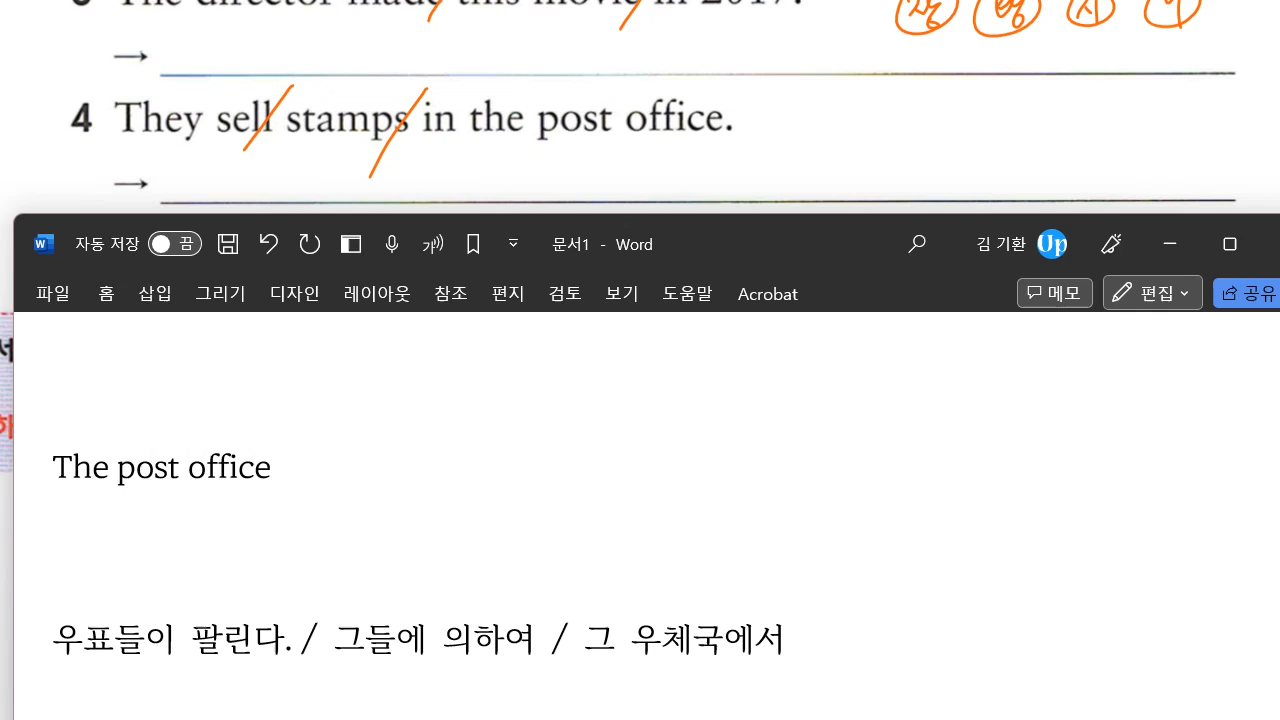 The director made this movie in 2017.
→
4 They sell stamps in the post office.
→
자동 저장 끔 가 문서1 - Word 김 기환 Up
파일 홈 삽입 그리기 디자인 레이아웃 참조 편지 검토 보기 도움말 Acrobat 메모 편집 공유
The post office
우표들이 팔린다. / 그들에 의하여 / 그 우체국에서